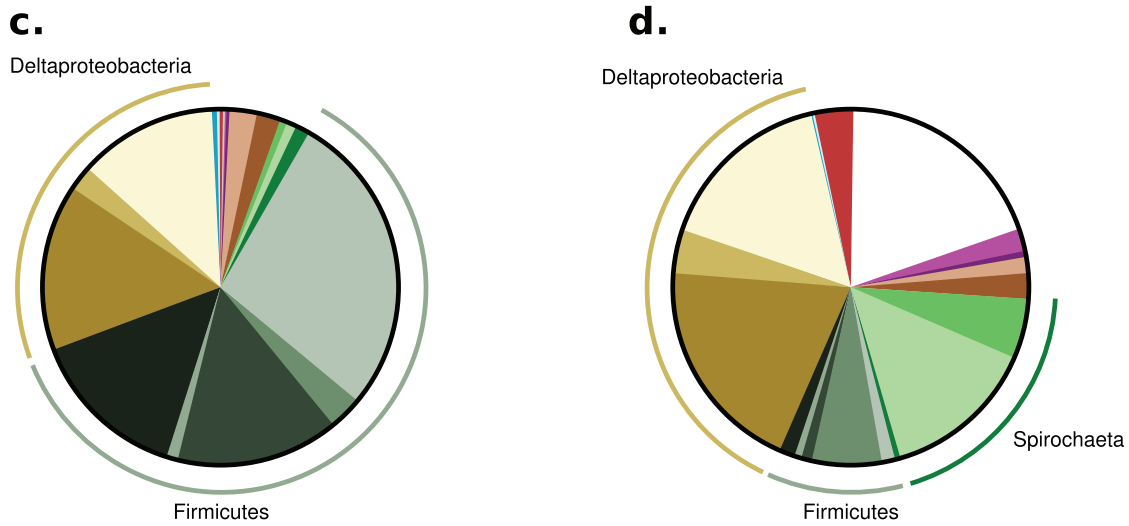 c.
d.
Deltaproteobacteria
Deltaproteobacteria
Spirochaeta
Firmicutes
Firmicutes